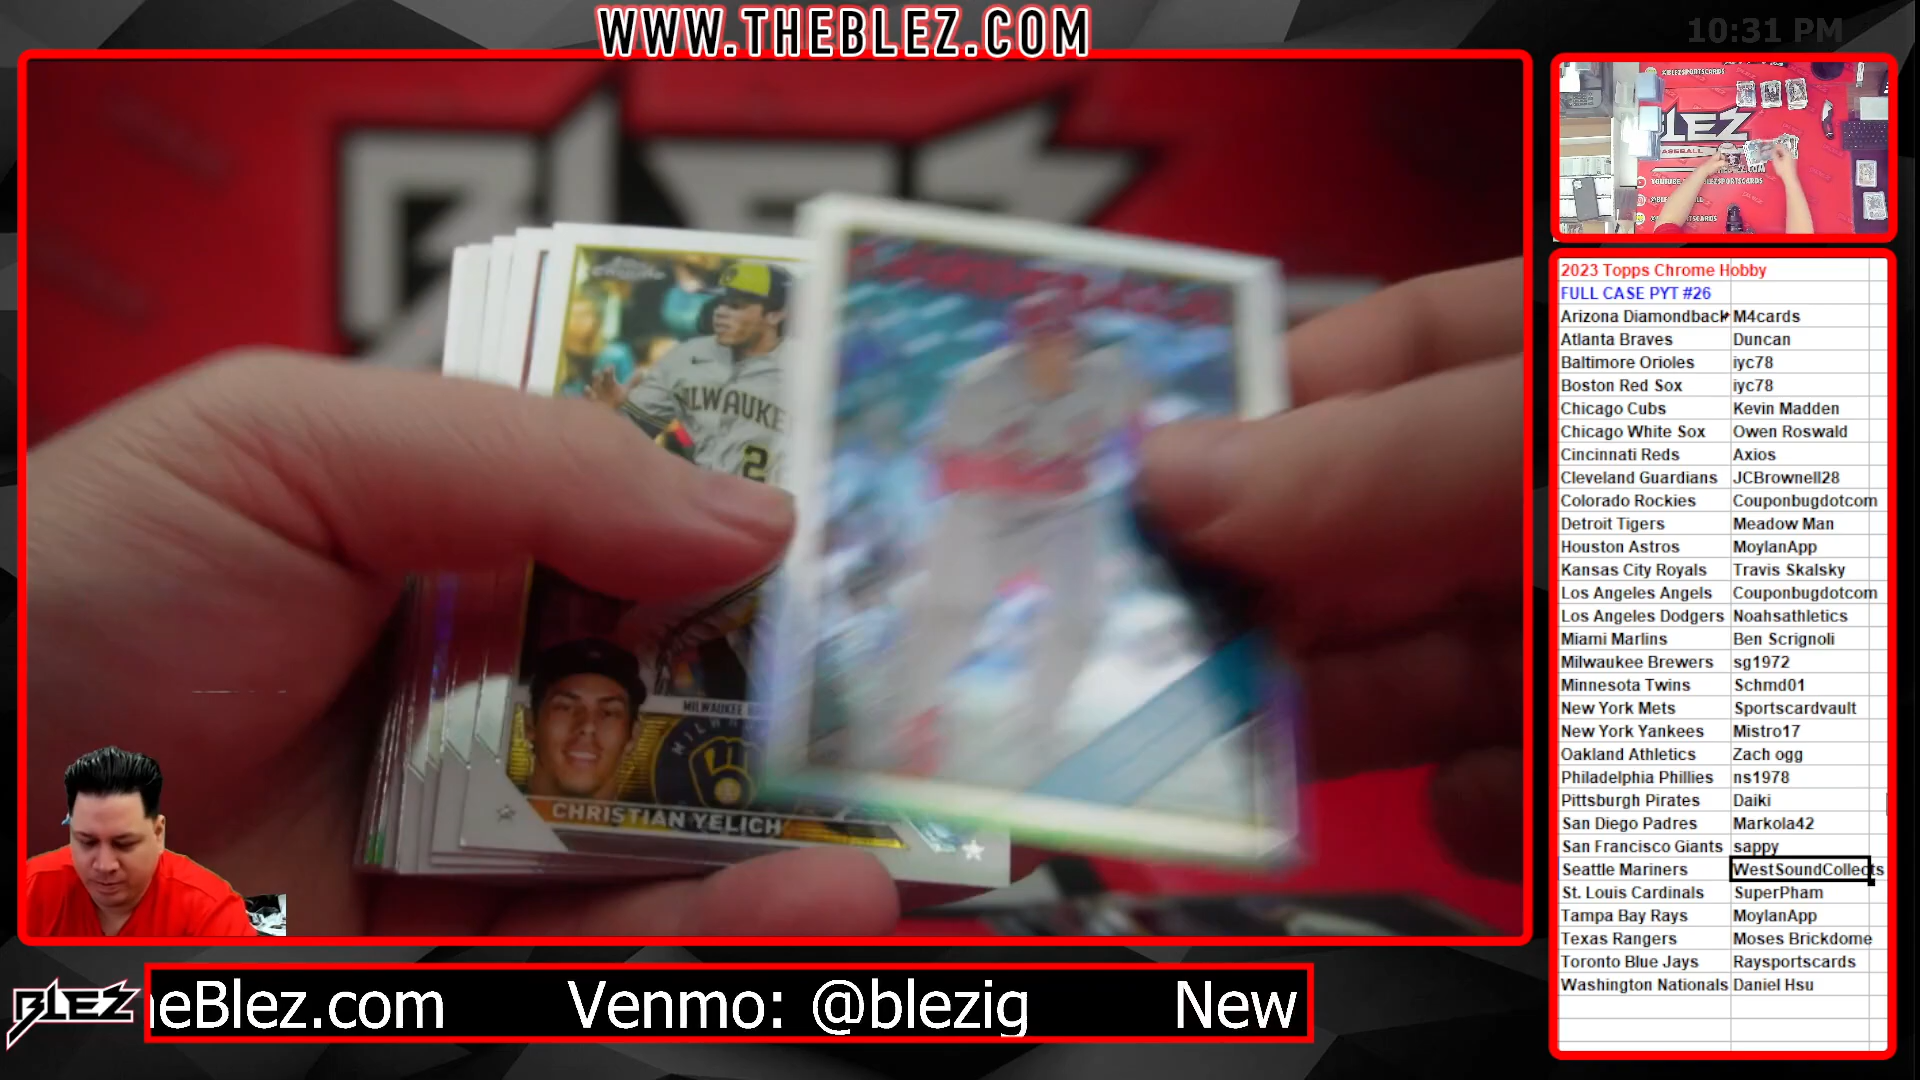 WWW.THEBLEZ.COM
10:31 PM
BLEZ
MILWAUKEE
2
CHRISTIAN YELICH
BLEZ
2023 Topps Chrome Hobby
FULL CASE PYT #26
Arizona Diamondback M4cards
Atlanta Braves Duncan
Baltimore Orioles iyc78
Boston Red Sox iyc78
Chicago Cubs Kevin Madden
Chicago White Sox Owen Roswald
Cincinnati Reds Axios
Cleveland Guardians JCBrownell28
Colorado Rockies Couponbugdotcom
Detroit Tigers Meadow Man
Houston Astros MoylanApp
Kansas City Royals Travis Skalsky
Los Angeles Angels Couponbugdotcom
Los Angeles Dodgers Noahsathletics
Miami Marlins Ben Scrignoli
Milwaukee Brewers sg1972
Minnesota Twins Schmd01
New York Mets Sportscardvault
New York Yankees Mistro17
Oakland Athletics Zach ogg
Philadelphia Phillies ns1978
Pittsburgh Pirates Daiki
San Diego Padres Markola42
San Francisco Giants sappy
Seattle Mariners WestSoundCollects
St. Louis Cardinals SuperPham
Tampa Bay Rays MoylanApp
Texas Rangers Moses Brickdome
Toronto Blue Jays Raysportscards
Washington Nationals Daniel Hsu
BLEZ
eBlez.com Venmo: @blezig New